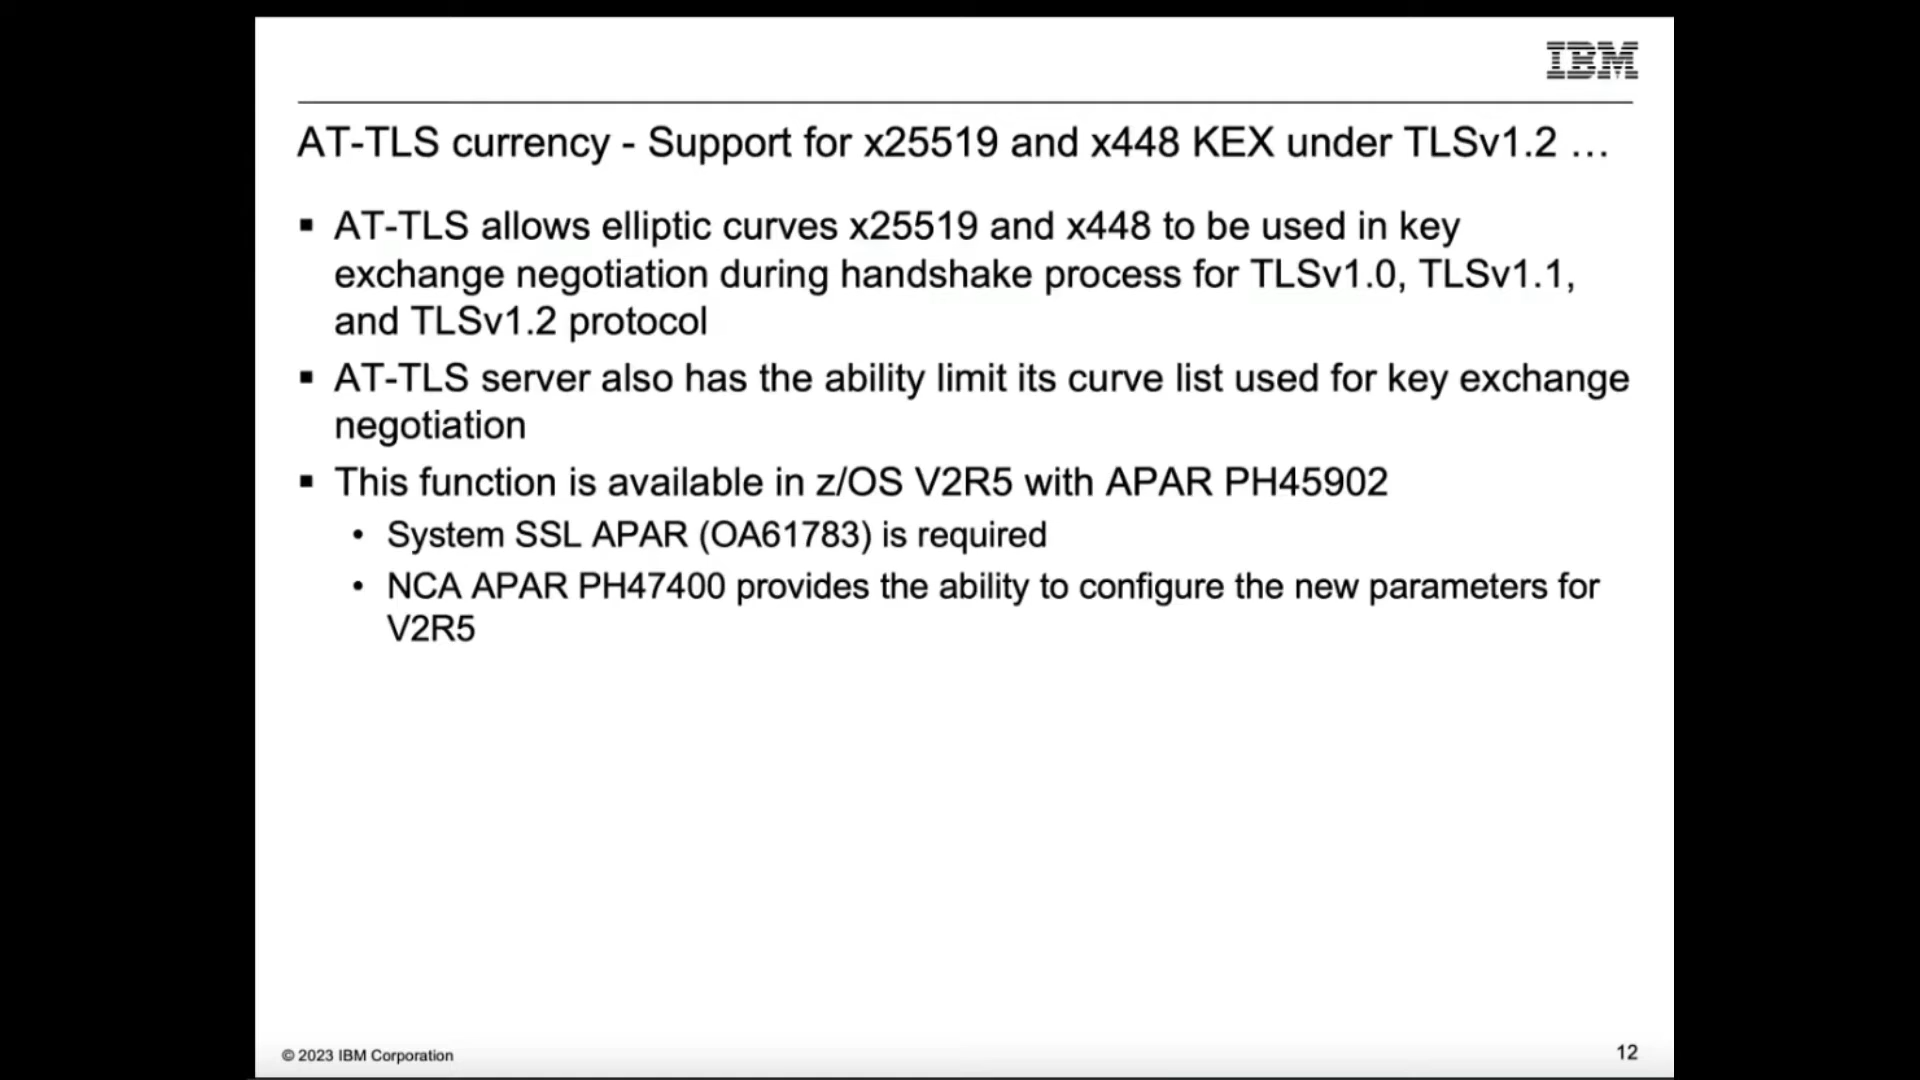 IBM
AT-TLS currency - Support for x25519 and x448 KEX under TLSv1.2 …
▪ AT-TLS allows elliptic curves x25519 and x448 to be used in key
exchange negotiation during handshake process for TLSv1.0, TLSv1.1,
and TLSv1.2 protocol
▪ AT-TLS server also has the ability limit its curve list used for key exchange
negotiation
▪ This function is available in z/OS V2R5 with APAR PH45902
• System SSL APAR (OA61783) is required
• NCA APAR PH47400 provides the ability to configure the new parameters for
V2R5
© 2023 IBM Corporation
12